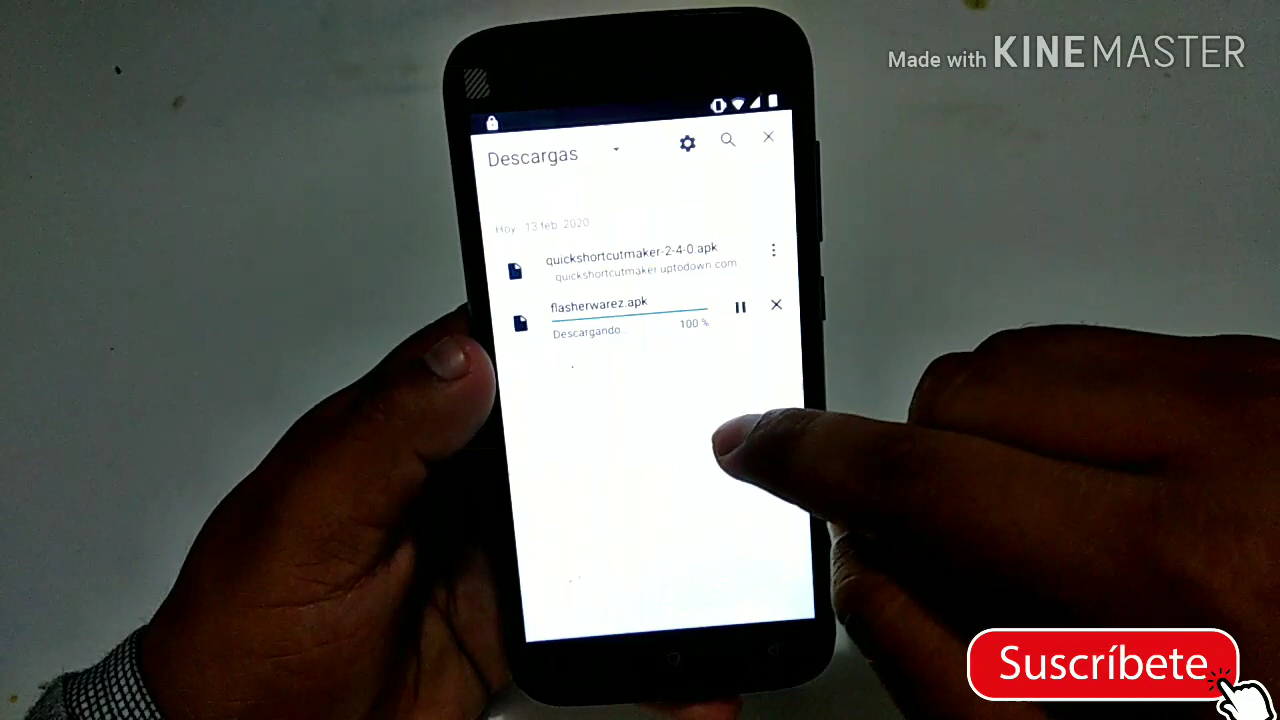 Made with KINEMASTER
Descargas
Hoy 13 feb. 2020
quickshortcutmaker-2-4-0.apk
quickshortcutmaker.uptodown.com
flasherwarez.apk
Descargando...
100 %
Suscríbete